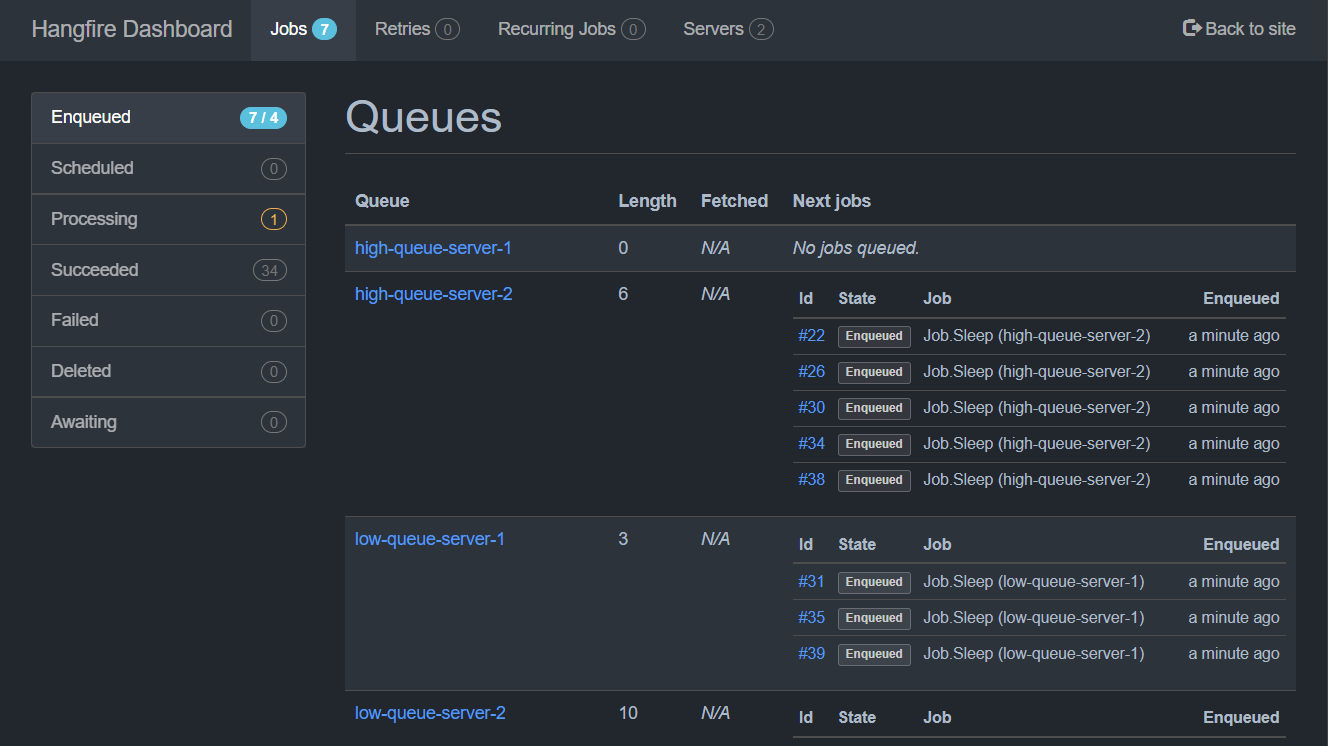 Hangfire Dashboard Jobs 7 Retries 0 Recurring Jobs 0 Servers 2 Back to site
Enqueued 7 / 4
Scheduled 0
Processing 1
Succeeded 34
Failed 0
Deleted 0
Awaiting 0
Queues
Queue Length Fetched Next jobs
high-queue-server-1 0 N/A No jobs queued.
high-queue-server-2 6 N/A Id State Job Enqueued
#22 Enqueued Job.Sleep (high-queue-server-2) a minute ago
#26 Enqueued Job.Sleep (high-queue-server-2) a minute ago
#30 Enqueued Job.Sleep (high-queue-server-2) a minute ago
#34 Enqueued Job.Sleep (high-queue-server-2) a minute ago
#38 Enqueued Job.Sleep (high-queue-server-2) a minute ago
low-queue-server-1 3 N/A Id State Job Enqueued
#31 Enqueued Job.Sleep (low-queue-server-1) a minute ago
#35 Enqueued Job.Sleep (low-queue-server-1) a minute ago
#39 Enqueued Job.Sleep (low-queue-server-1) a minute ago
low-queue-server-2 10 N/A Id State Job Enqueued